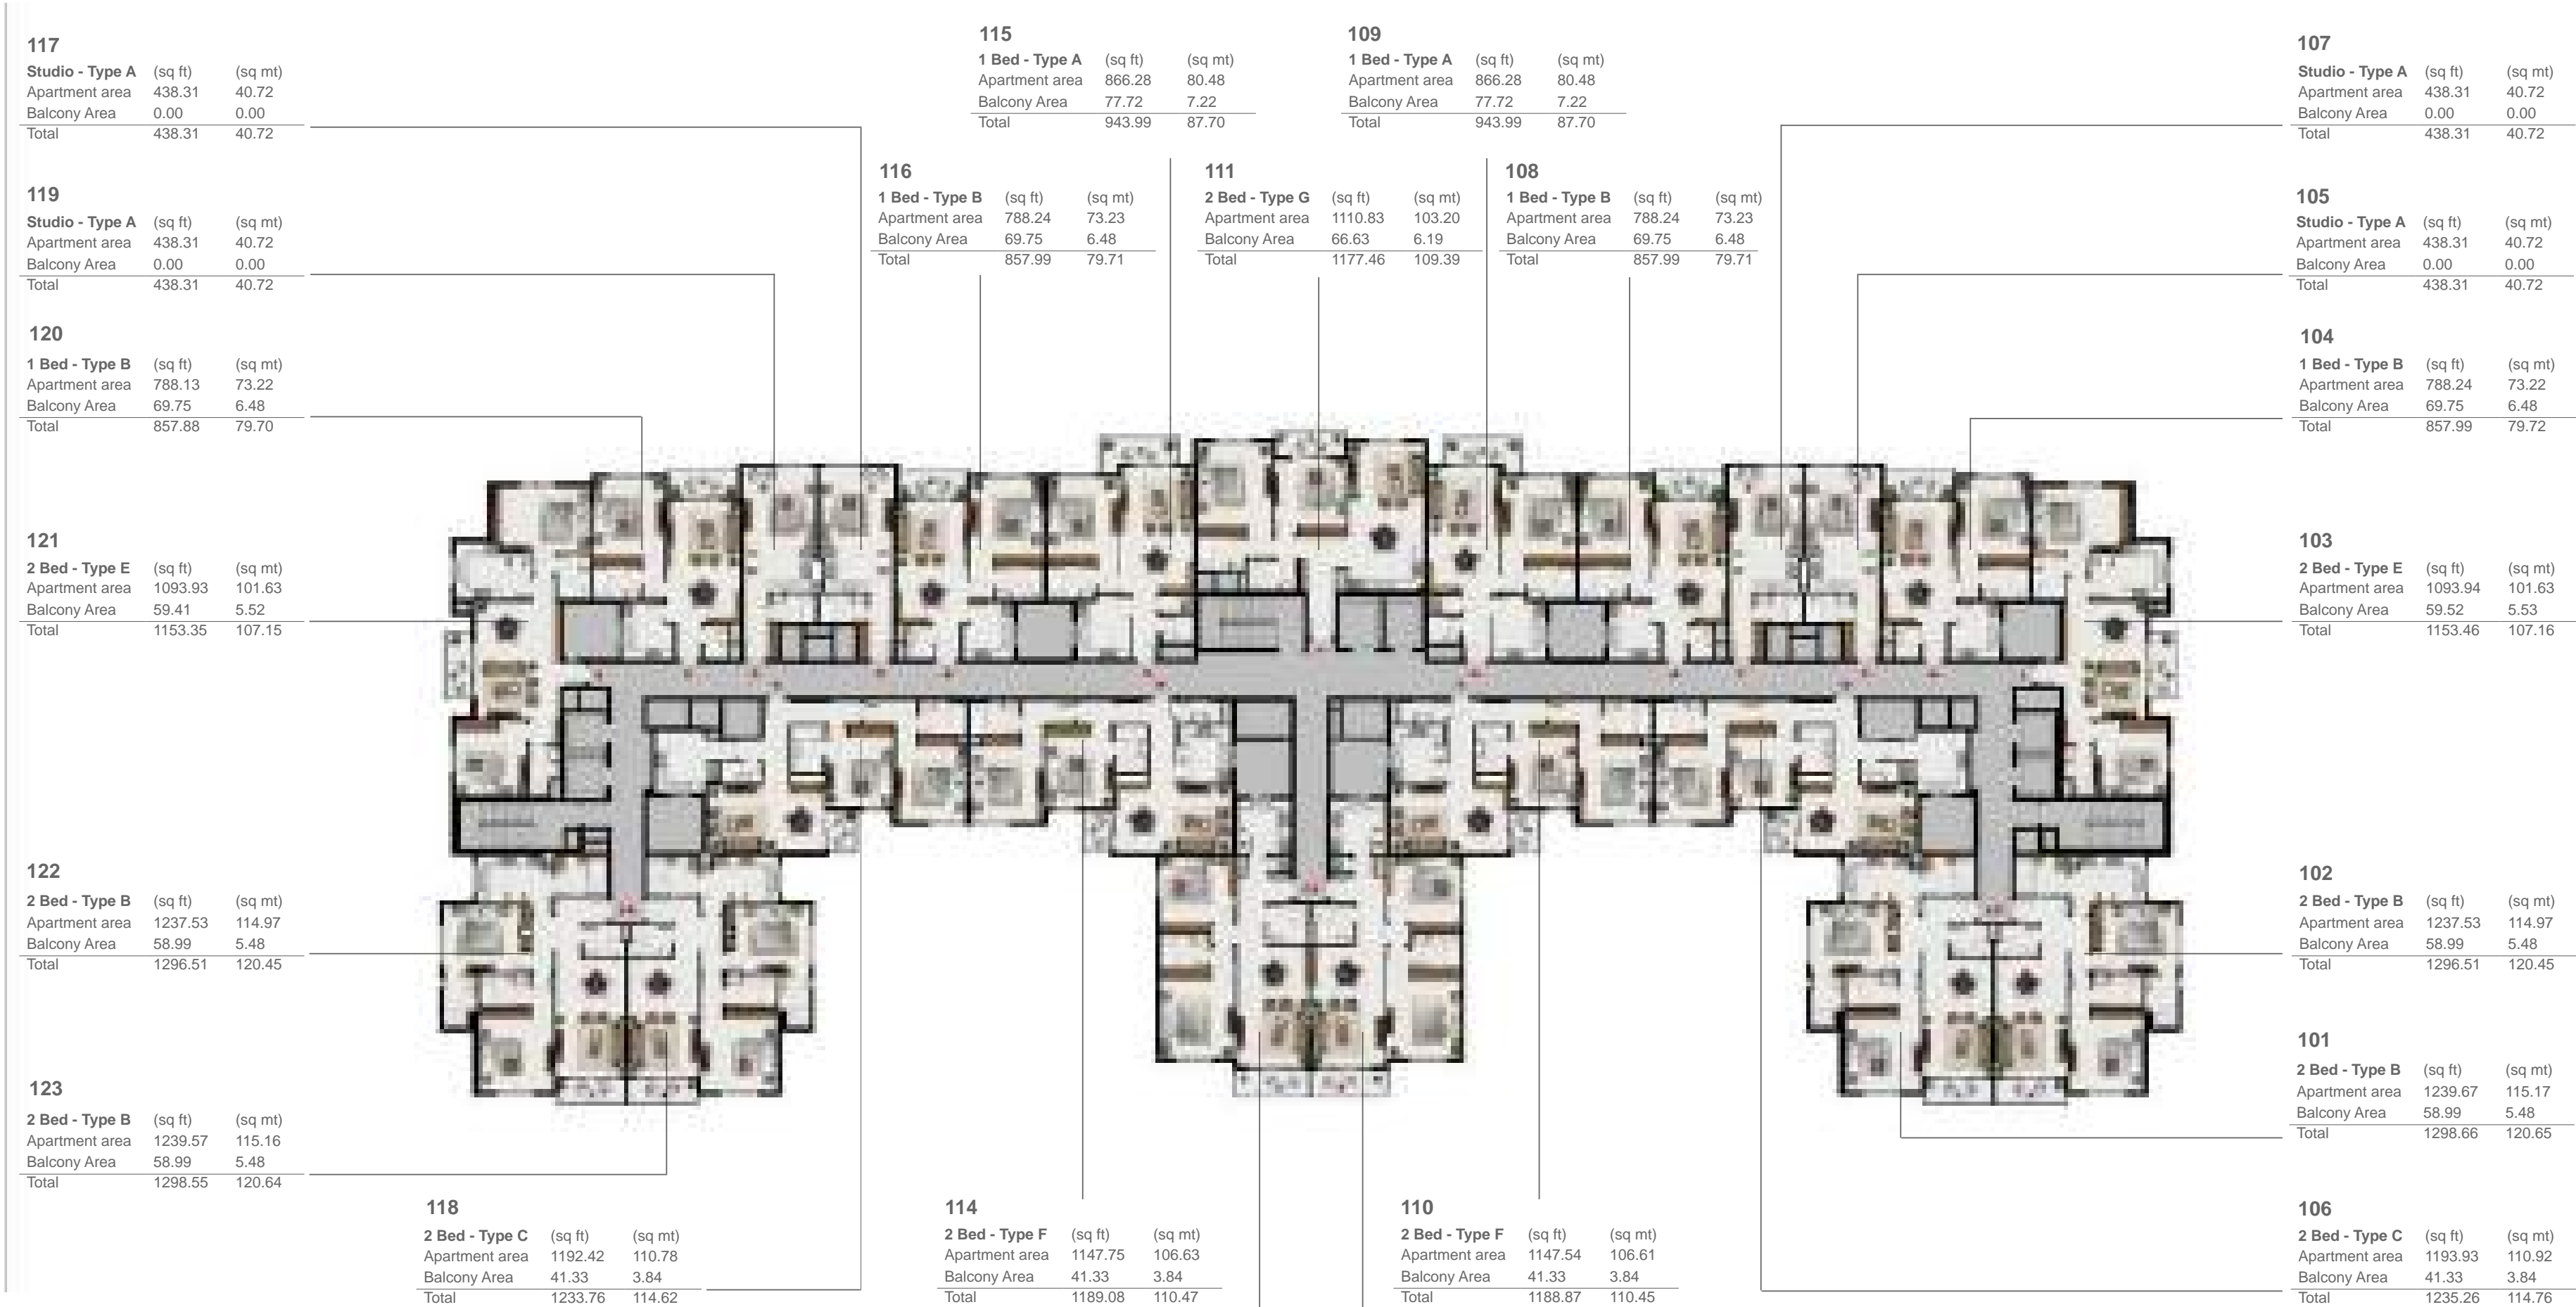 117
Studio - Type A (sq ft) (sq mt)
Apartment area 438.31 40.72
Balcony Area 0.00 0.00
Total 438.31 40.72
119
Studio - Type A (sq ft) (sq mt)
Apartment area 438.31 40.72
Balcony Area 0.00 0.00
Total 438.31 40.72
120
1 Bed - Type B (sq ft) (sq mt)
Apartment area 788.13 73.22
Balcony Area 69.75 6.48
Total 857.88 79.70
121
2 Bed - Type E (sq ft) (sq mt)
Apartment area 1093.93 101.63
Balcony Area 59.41 5.52
Total 1153.35 107.15
122
2 Bed - Type B (sq ft) (sq mt)
Apartment area 1237.53 114.97
Balcony Area 58.99 5.48
Total 1296.51 120.45
123
2 Bed - Type B (sq ft) (sq mt)
Apartment area 1239.57 115.16
Balcony Area 58.99 5.48
Total 1298.55 120.64
115
1 Bed - Type A (sq ft) (sq mt)
Apartment area 866.28 80.48
Balcony Area 77.72 7.22
Total 943.99 87.70
109
1 Bed - Type A (sq ft) (sq mt)
Apartment area 866.28 80.48
Balcony Area 77.72 7.22
Total 943.99 87.70
116
1 Bed - Type B (sq ft) (sq mt)
Apartment area 788.24 73.23
Balcony Area 69.75 6.48
Total 857.99 79.71
111
2 Bed - Type G (sq ft) (sq mt)
Apartment area 1110.83 103.20
Balcony Area 66.63 6.19
Total 1177.46 109.39
108
1 Bed - Type B (sq ft) (sq mt)
Apartment area 788.24 73.23
Balcony Area 69.75 6.48
Total 857.99 79.71
107
Studio - Type A (sq ft) (sq mt)
Apartment area 438.31 40.72
Balcony Area 0.00 0.00
Total 438.31 40.72
105
Studio - Type A (sq ft) (sq mt)
Apartment area 438.31 40.72
Balcony Area 0.00 0.00
Total 438.31 40.72
104
1 Bed - Type B (sq ft) (sq mt)
Apartment area 788.24 73.22
Balcony Area 69.75 6.48
Total 857.99 79.72
103
2 Bed - Type E (sq ft) (sq mt)
Apartment area 1093.94 101.63
Balcony Area 59.52 5.53
Total 1153.46 107.16
102
2 Bed - Type B (sq ft) (sq mt)
Apartment area 1237.53 114.97
Balcony Area 58.99 5.48
Total 1296.51 120.45
101
2 Bed - Type B (sq ft) (sq mt)
Apartment area 1239.67 115.17
Balcony Area 58.99 5.48
Total 1298.66 120.65
118
2 Bed - Type C (sq ft) (sq mt)
Apartment area 1192.42 110.78
Balcony Area 41.33 3.84
Total 1233.76 114.62
114
2 Bed - Type F (sq ft) (sq mt)
Apartment area 1147.75 106.63
Balcony Area 41.33 3.84
Total 1189.08 110.47
110
2 Bed - Type F (sq ft) (sq mt)
Apartment area 1147.54 106.61
Balcony Area 41.33 3.84
Total 1188.87 110.45
106
2 Bed - Type C (sq ft) (sq mt)
Apartment area 1193.93 110.92
Balcony Area 41.33 3.84
Total 1235.26 114.76